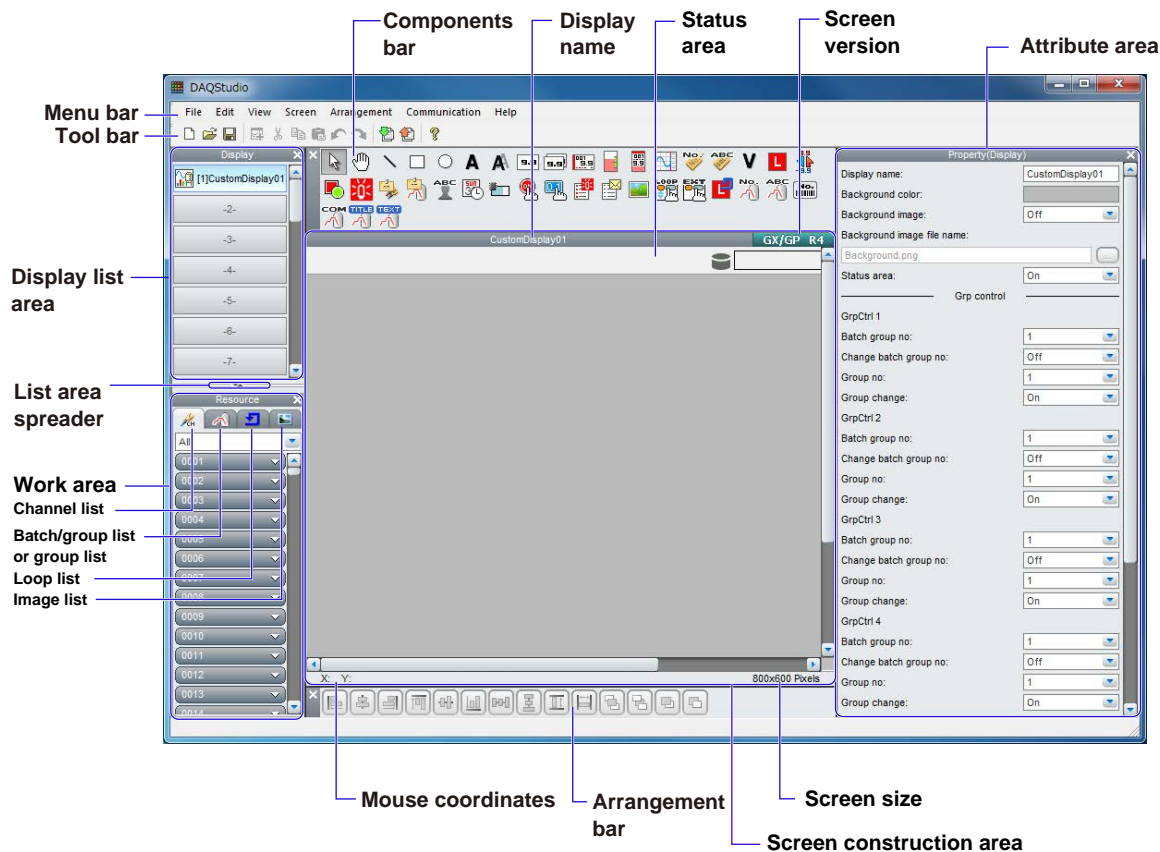 Components bar
Display name
Status area
Screen version
Attribute area
Menu bar
Tool bar
Display list area
List area spreader
Work area
Channel list
Batch/group list or group list
Loop list
Image list
Mouse coordinates
Arrangement bar
Screen size
Screen construction area
DAQStudio
File Edit View Screen Arrangement Communication Help
Display
[1]CustomDisplay01
-2-
-3-
-4-
-5-
-6-
-7-
Resource
CH
All
0001
0002
0003
0004
0005
0006
0007
0008
0009
0010
0011
0012
0013
0014
CustomDisplay01
GX/GP R4
X: Y:
800x600 Pixels
Property(Display)
Display name: CustomDisplay01
Background color:
Background image: Off
Background image file name:
Background.png ...
Status area: On
Grp control
GrpCtrl 1
Batch group no: 1
Change batch group no: Off
Group no: 1
Group change: On
GrpCtrl 2
Batch group no: 1
Change batch group no: Off
Group no: 1
Group change: On
GrpCtrl 3
Batch group no: 1
Change batch group no: Off
Group no: 1
Group change: On
GrpCtrl 4
Batch group no: 1
Change batch group no: Off
Group no: 1
Group change: On